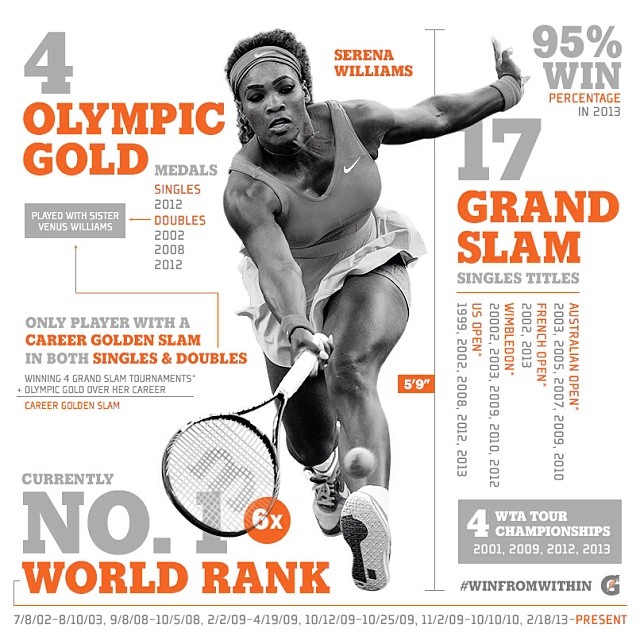 4
OLYMPIC
GOLD MEDALS
SINGLES
2012
DOUBLES
2002
2008
2012
PLAYED WITH SISTER
VENUS WILLIAMS
ONLY PLAYER WITH A
CAREER GOLDEN SLAM
IN BOTH SINGLES & DOUBLES
WINNING 4 GRAND SLAM TOURNAMENTS*
+ OLYMPIC GOLD OVER HER CAREER
CAREER GOLDEN SLAM
SERENA
WILLIAMS
5'9"
95%
WIN
PERCENTAGE
IN 2013
17
GRAND
SLAM
SINGLES TITLES
AUSTRALIAN OPEN*
2003, 2005, 2007, 2009, 2010
FRENCH OPEN*
2002, 2013
WIMBLEDON*
20002, 2003, 2009, 2010, 2012
US OPEN*
1999, 2002, 2008, 2012, 2013
4 WTA TOUR
CHAMPIONSHIPS
2001, 2009, 2012, 2013
#WINFROMWITHIN G
CURRENTLY
NO. 1 6x
WORLD RANK
7/8/02–8/10/03, 9/8/08–10/5/08, 2/2/09–4/19/09, 10/12/09–10/25/09, 11/2/09–10/10/10, 2/18/13–PRESENT